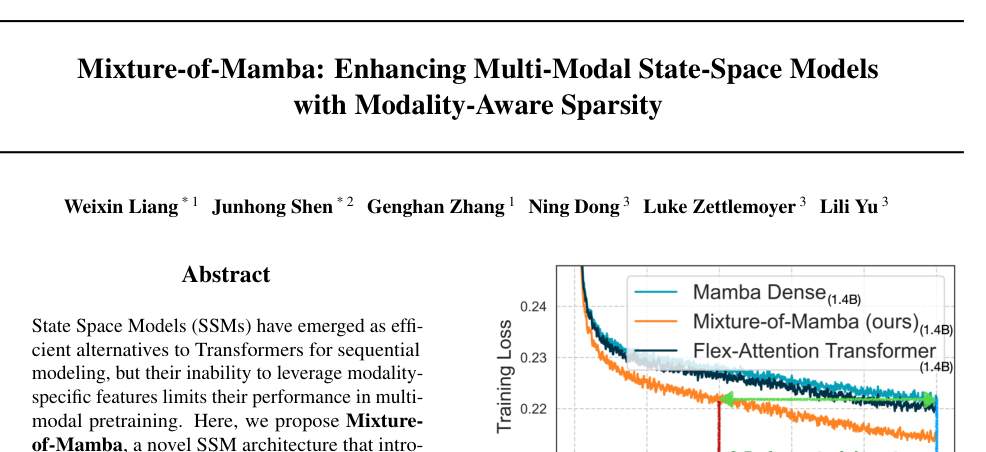 Mixture-of-Mamba: Enhancing Multi-Modal State-Space Models
with Modality-Aware Sparsity
Weixin Liang * 1 Junhong Shen * 2 Genghan Zhang 1 Ning Dong 3 Luke Zettlemoyer 3 Lili Yu 3
Abstract
State Space Models (SSMs) have emerged as effi-
cient alternatives to Transformers for sequential
modeling, but their inability to leverage modality-
specific features limits their performance in multi-
modal pretraining. Here, we propose Mixture-
of-Mamba, a novel SSM architecture that intro-
Training Loss
0.24
0.23
0.22
Mamba Dense(1.4B)
Mixture-of-Mamba (ours)(1.4B)
Flex-Attention Transformer
(1.4B)